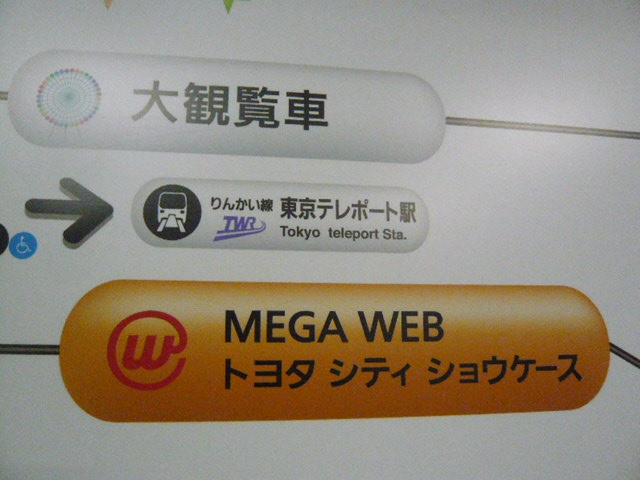 大観覧車
りんかい線 東京テレポート駅
TWR Tokyo teleport Sta.
w MEGA WEB
トヨタ シティ ショウケース